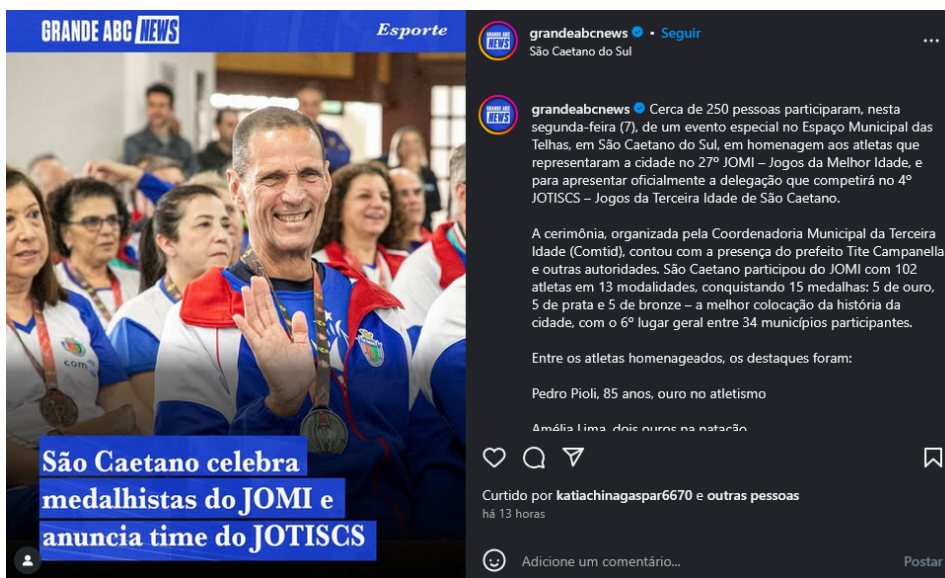 GRANDE ABC NEWS
Esporte
São Caetano celebra
medalhistas do JOMI e
anuncia time do JOTISCS
grandeabcnews • Seguir
São Caetano do Sul
grandeabcnews Cerca de 250 pessoas participaram, nesta
segunda-feira (7), de um evento especial no Espaço Municipal das
Telhas, em São Caetano do Sul, em homenagem aos atletas que
representaram a cidade no 27º JOMI – Jogos da Melhor Idade, e
para apresentar oficialmente a delegação que competirá no 4º
JOTISCS – Jogos da Terceira Idade de São Caetano.
A cerimônia, organizada pela Coordenadoria Municipal da Terceira
Idade (Comtid), contou com a presença do prefeito Tite Campanella
e outras autoridades. São Caetano participou do JOMI com 102
atletas em 13 modalidades, conquistando 15 medalhas: 5 de ouro,
5 de prata e 5 de bronze – a melhor colocação da história da
cidade, com o 6º lugar geral entre 34 municípios participantes.
Entre os atletas homenageados, os destaques foram:
Pedro Pioli, 85 anos, ouro no atletismo
Amélia Lima, dois ouros na natação
Curtido por katiachinagaspar6670 e outras pessoas
há 13 horas
Adicione um comentário...
Postar